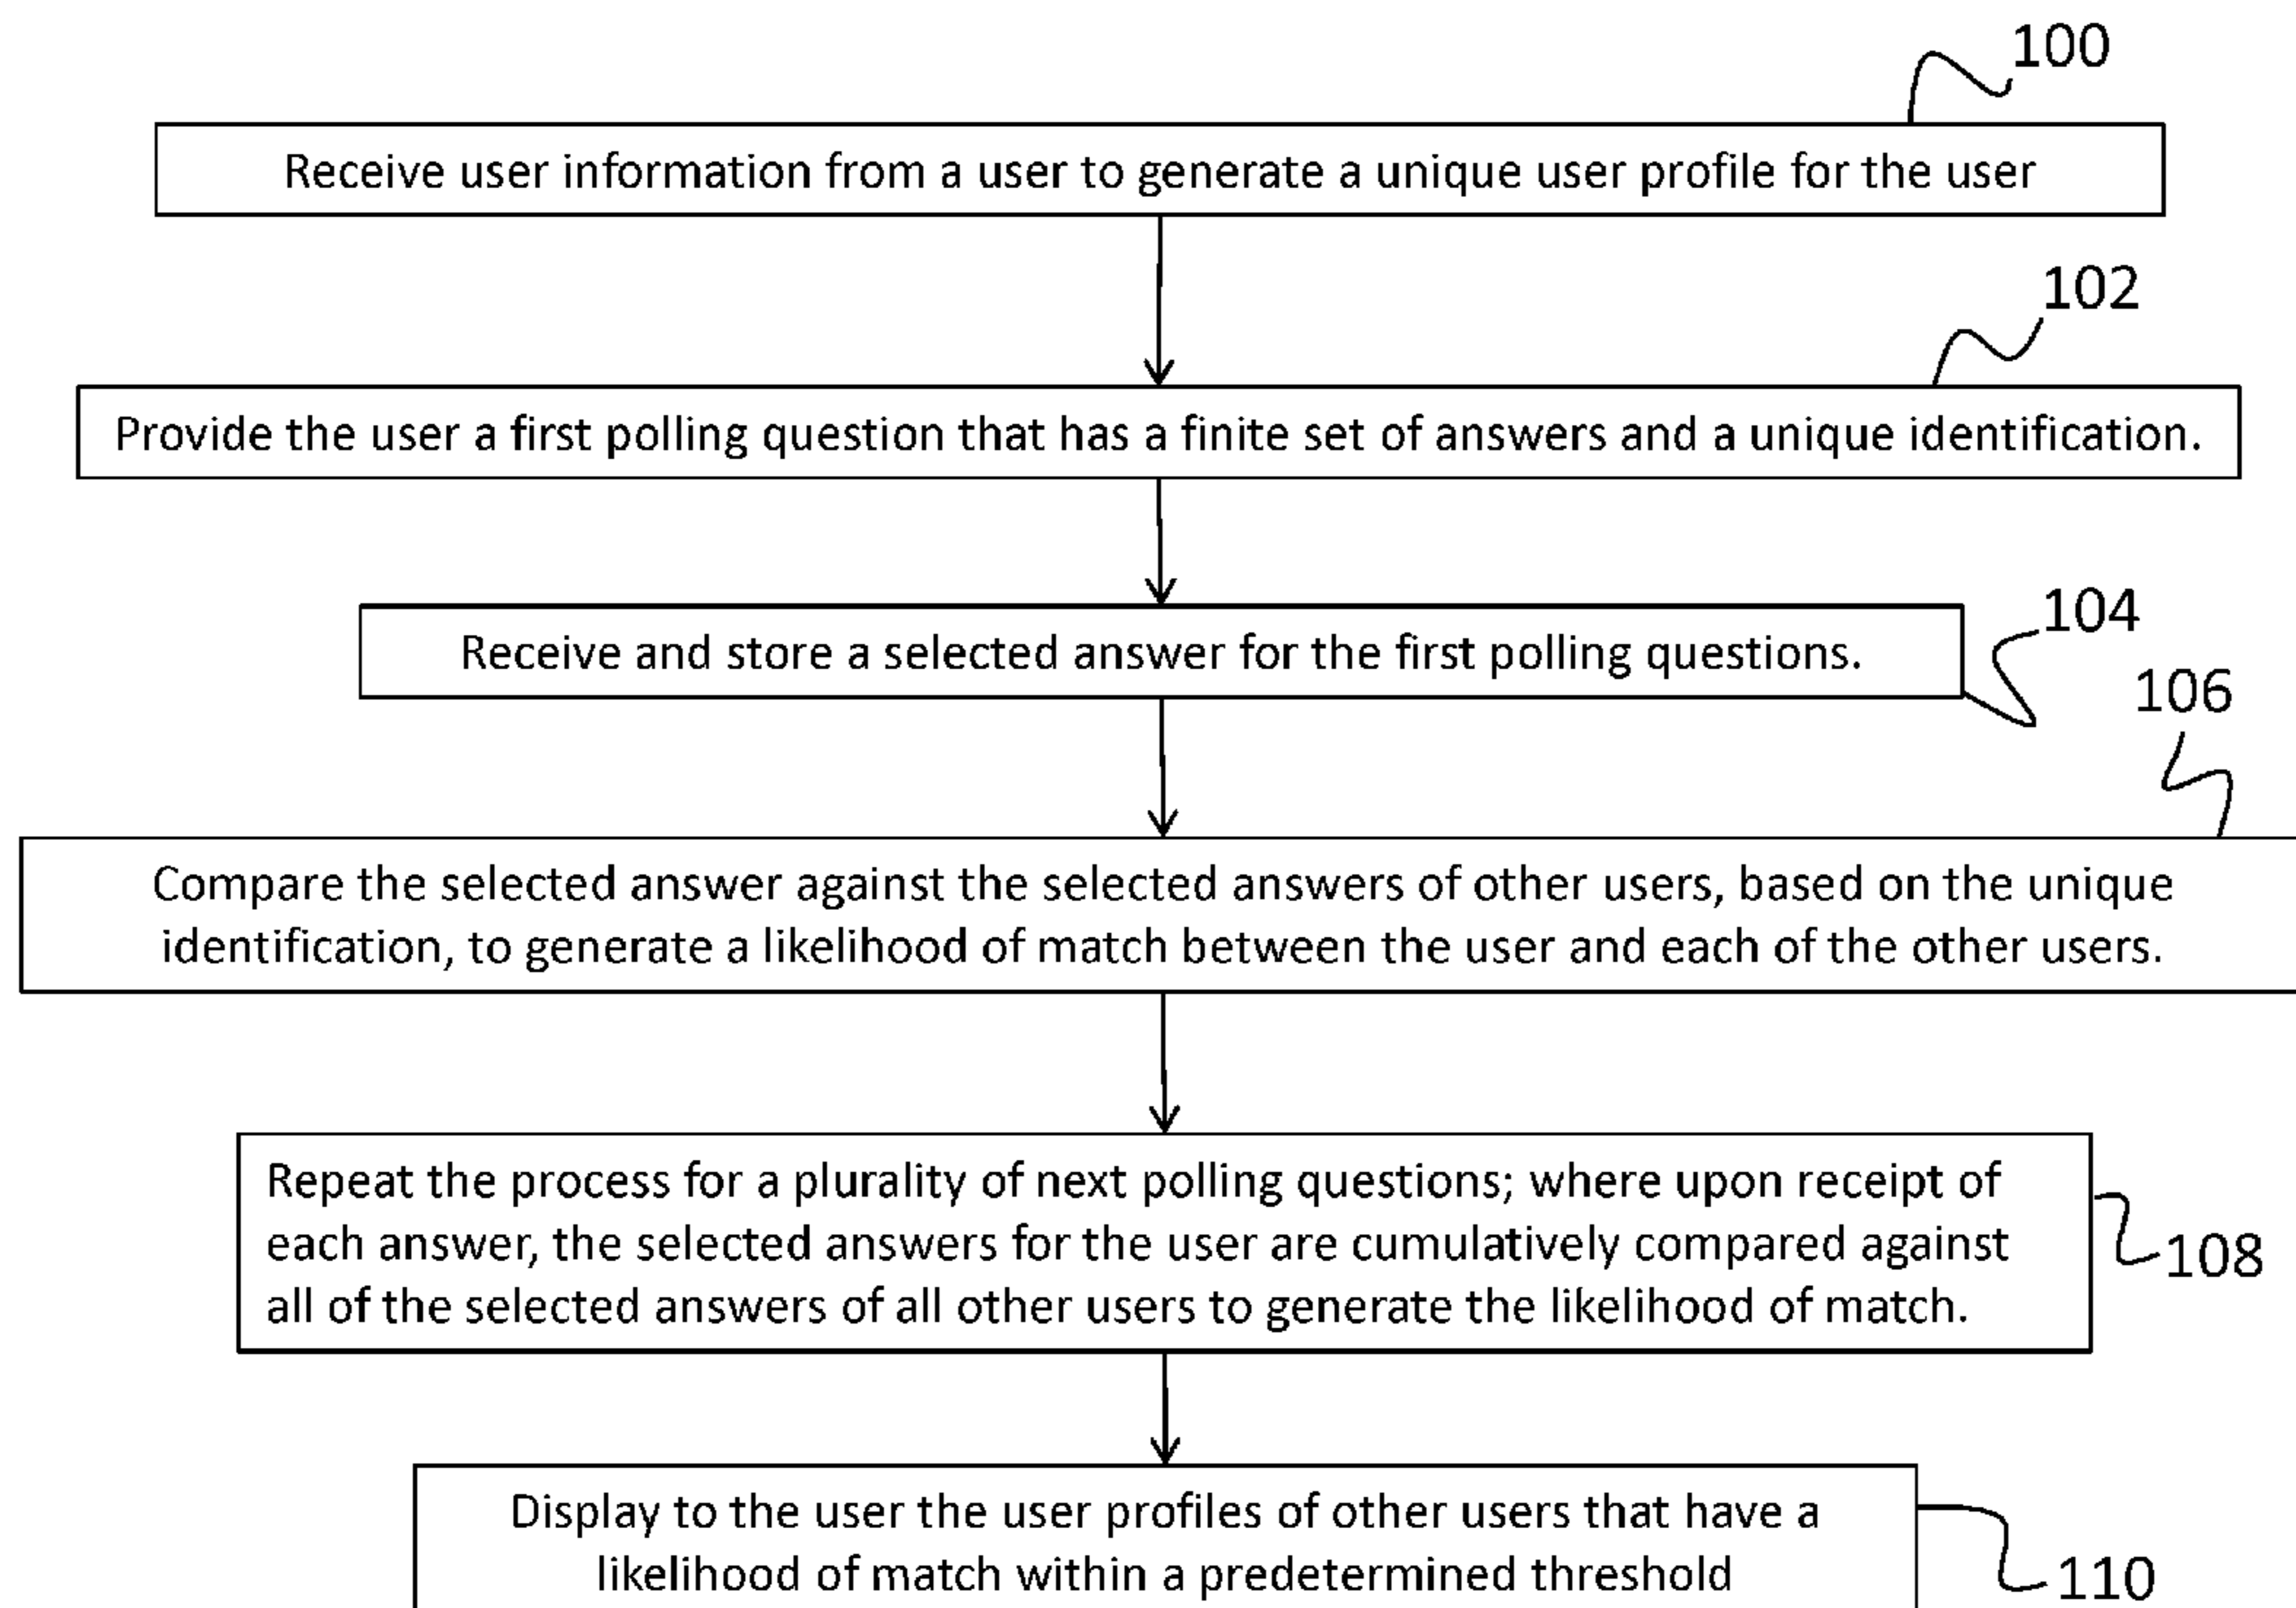 100
Receive user information from a user to generate a unique user profile for the user
102
Provide the user a first polling question that has a finite set of answers and a unique identification.
104
Receive and store a selected answer for the first polling questions.
106
Compare the selected answer against the selected answers of other users, based on the unique
identification, to generate a likelihood of match between the user and each of the other users.
Repeat the process for a plurality of next polling questions; where upon receipt of
each answer, the selected answers for the user are cumulatively compared against
all of the selected answers of all other users to generate the likelihood of match.
108
Display to the user the user profiles of other users that have a
likelihood of match within a predetermined threshold
110